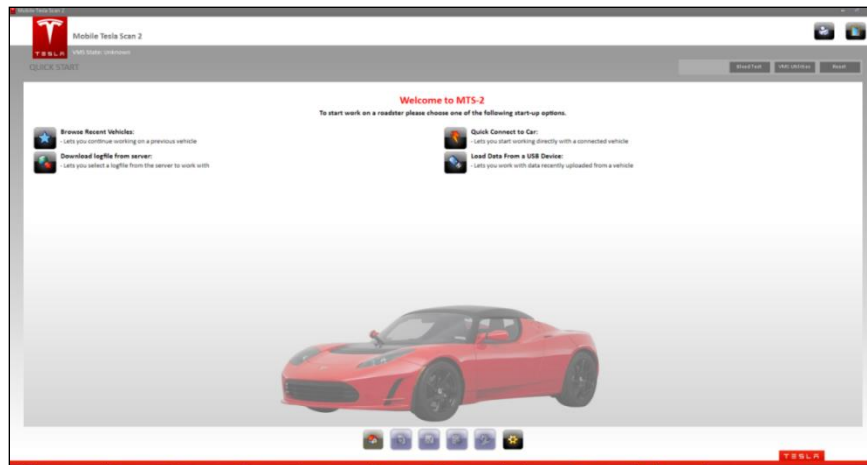 Mobile Tesla Scan 2
Mobile Tesla Scan 2
TESLA
VMS State: Unknown
QUICK START
Blood Test
VMS Utilities
Reset
Welcome to MTS-2
To start work on a roadster please choose one of the following start-up options.
Browse Recent Vehicles:
- Lets you continue working on a previous vehicle
Download logfile from server:
- Lets you select a logfile from the server to work with
Quick Connect to Car:
- Lets you start working directly with a connected vehicle
Load Data From a USB Device:
- Lets you work with data recently uploaded from a vehicle
TESLA